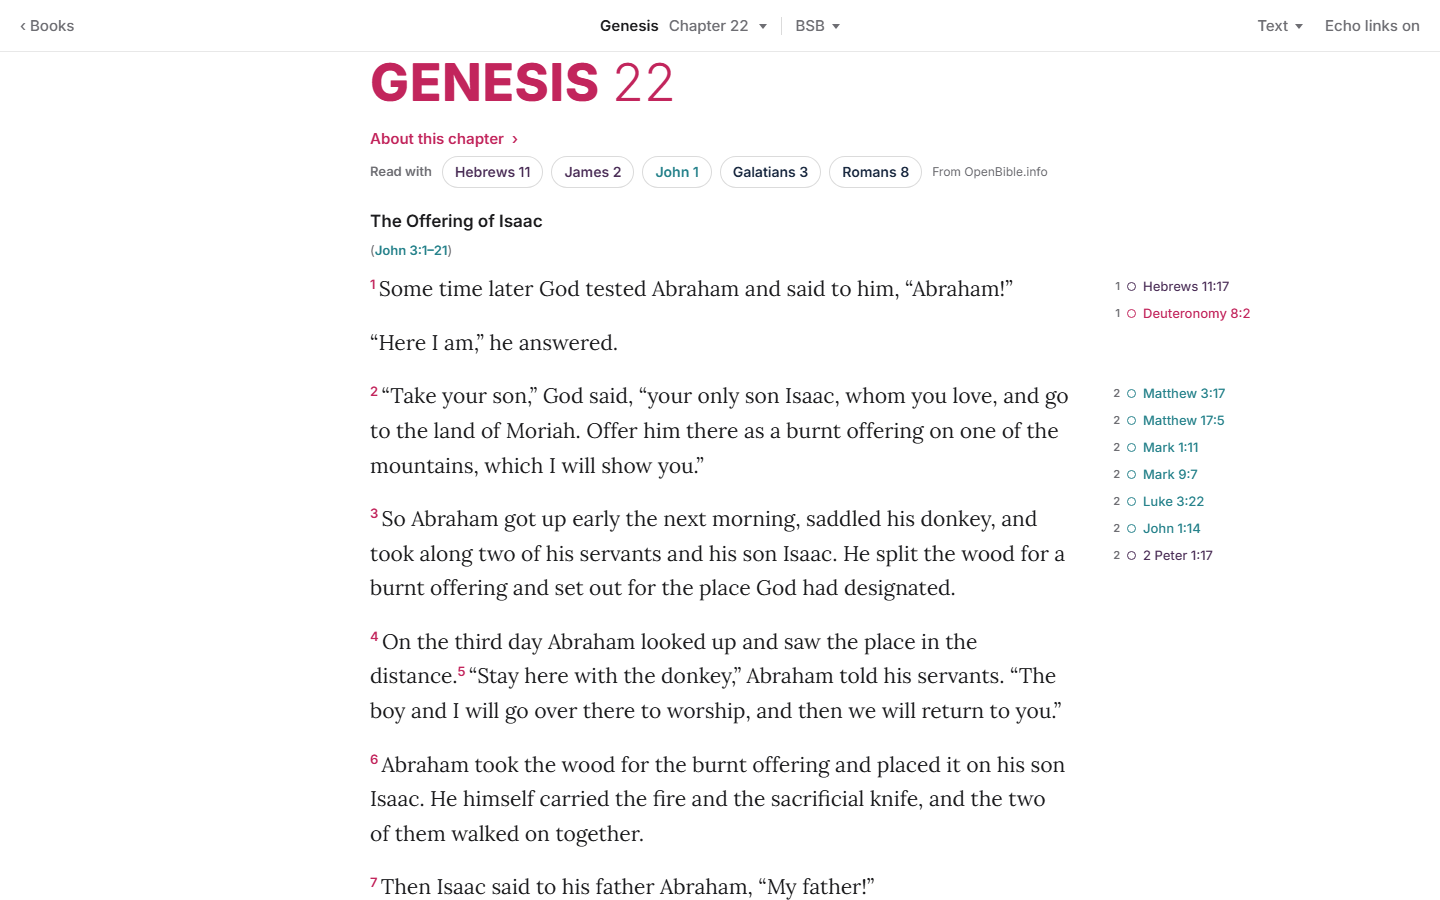 ‹ Books
Genesis Chapter 22 BSB
Text
Echo links on
GENESIS 22
About this chapter ›
Read with Hebrews 11 James 2 John 1 Galatians 3 Romans 8 From OpenBible.info
The Offering of Isaac
(John 3:1–21)
1 Some time later God tested Abraham and said to him, “Abraham!”
“Here I am,” he answered.
2 “Take your son,” God said, “your only son Isaac, whom you love, and go
to the land of Moriah. Offer him there as a burnt offering on one of the
mountains, which I will show you.”
3 So Abraham got up early the next morning, saddled his donkey, and
took along two of his servants and his son Isaac. He split the wood for a
burnt offering and set out for the place God had designated.
4 On the third day Abraham looked up and saw the place in the
distance. 5 “Stay here with the donkey,” Abraham told his servants. “The
boy and I will go over there to worship, and then we will return to you.”
6 Abraham took the wood for the burnt offering and placed it on his son
Isaac. He himself carried the fire and the sacrificial knife, and the two
of them walked on together.
7 Then Isaac said to his father Abraham, “My father!”
1 Hebrews 11:17
1 Deuteronomy 8:2
2 Matthew 3:17
2 Matthew 17:5
2 Mark 1:11
2 Mark 9:7
2 Luke 3:22
2 John 1:14
2 2 Peter 1:17